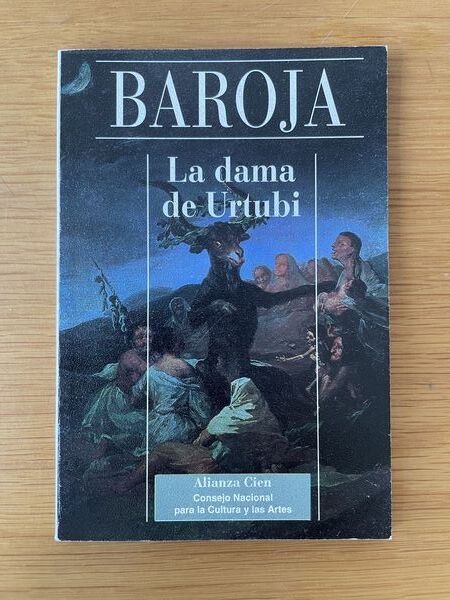 BAROJA
La dama
de Urtubi
Alianza Cien
Consejo Nacional
para la Cultura y las Artes